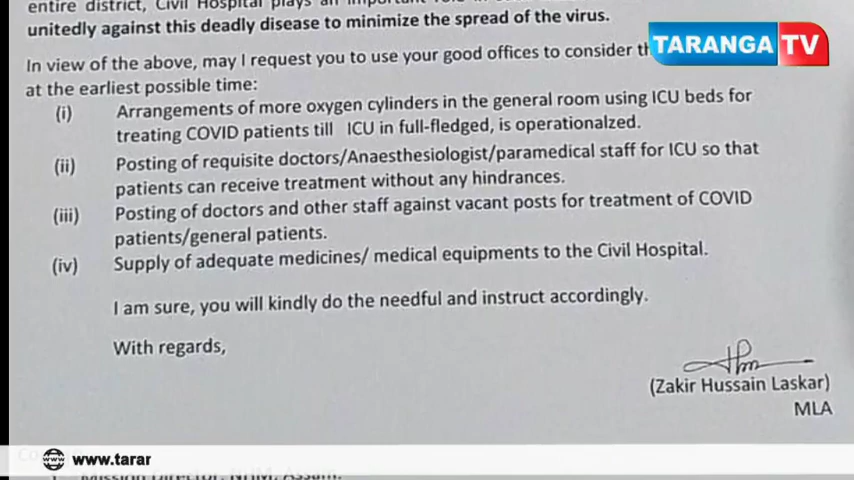 entire district, Civil Hospital plays an important role in
unitedly against this deadly disease to minimize the spread of the virus.
TARANGA TV
In view of the above, may I request you to use your good offices to consider
at the earliest possible time:
(i) Arrangements of more oxygen cylinders in the general room using ICU beds for
treating COVID patients till ICU in full-fledged, is operationalzed.
(ii) Posting of requisite doctors/Anaesthesiologist/paramedical staff for ICU so that
patients can receive treatment without any hindrances.
(iii) Posting of doctors and other staff against vacant posts for treatment of COVID
patients/general patients.
(iv) Supply of adequate medicines/ medical equipments to the Civil Hospital.
I am sure, you will kindly do the needful and instruct accordingly.
With regards,
(Zakir Hussain Laskar)
MLA
www.tarar
Mission Director, NHM, Assam.